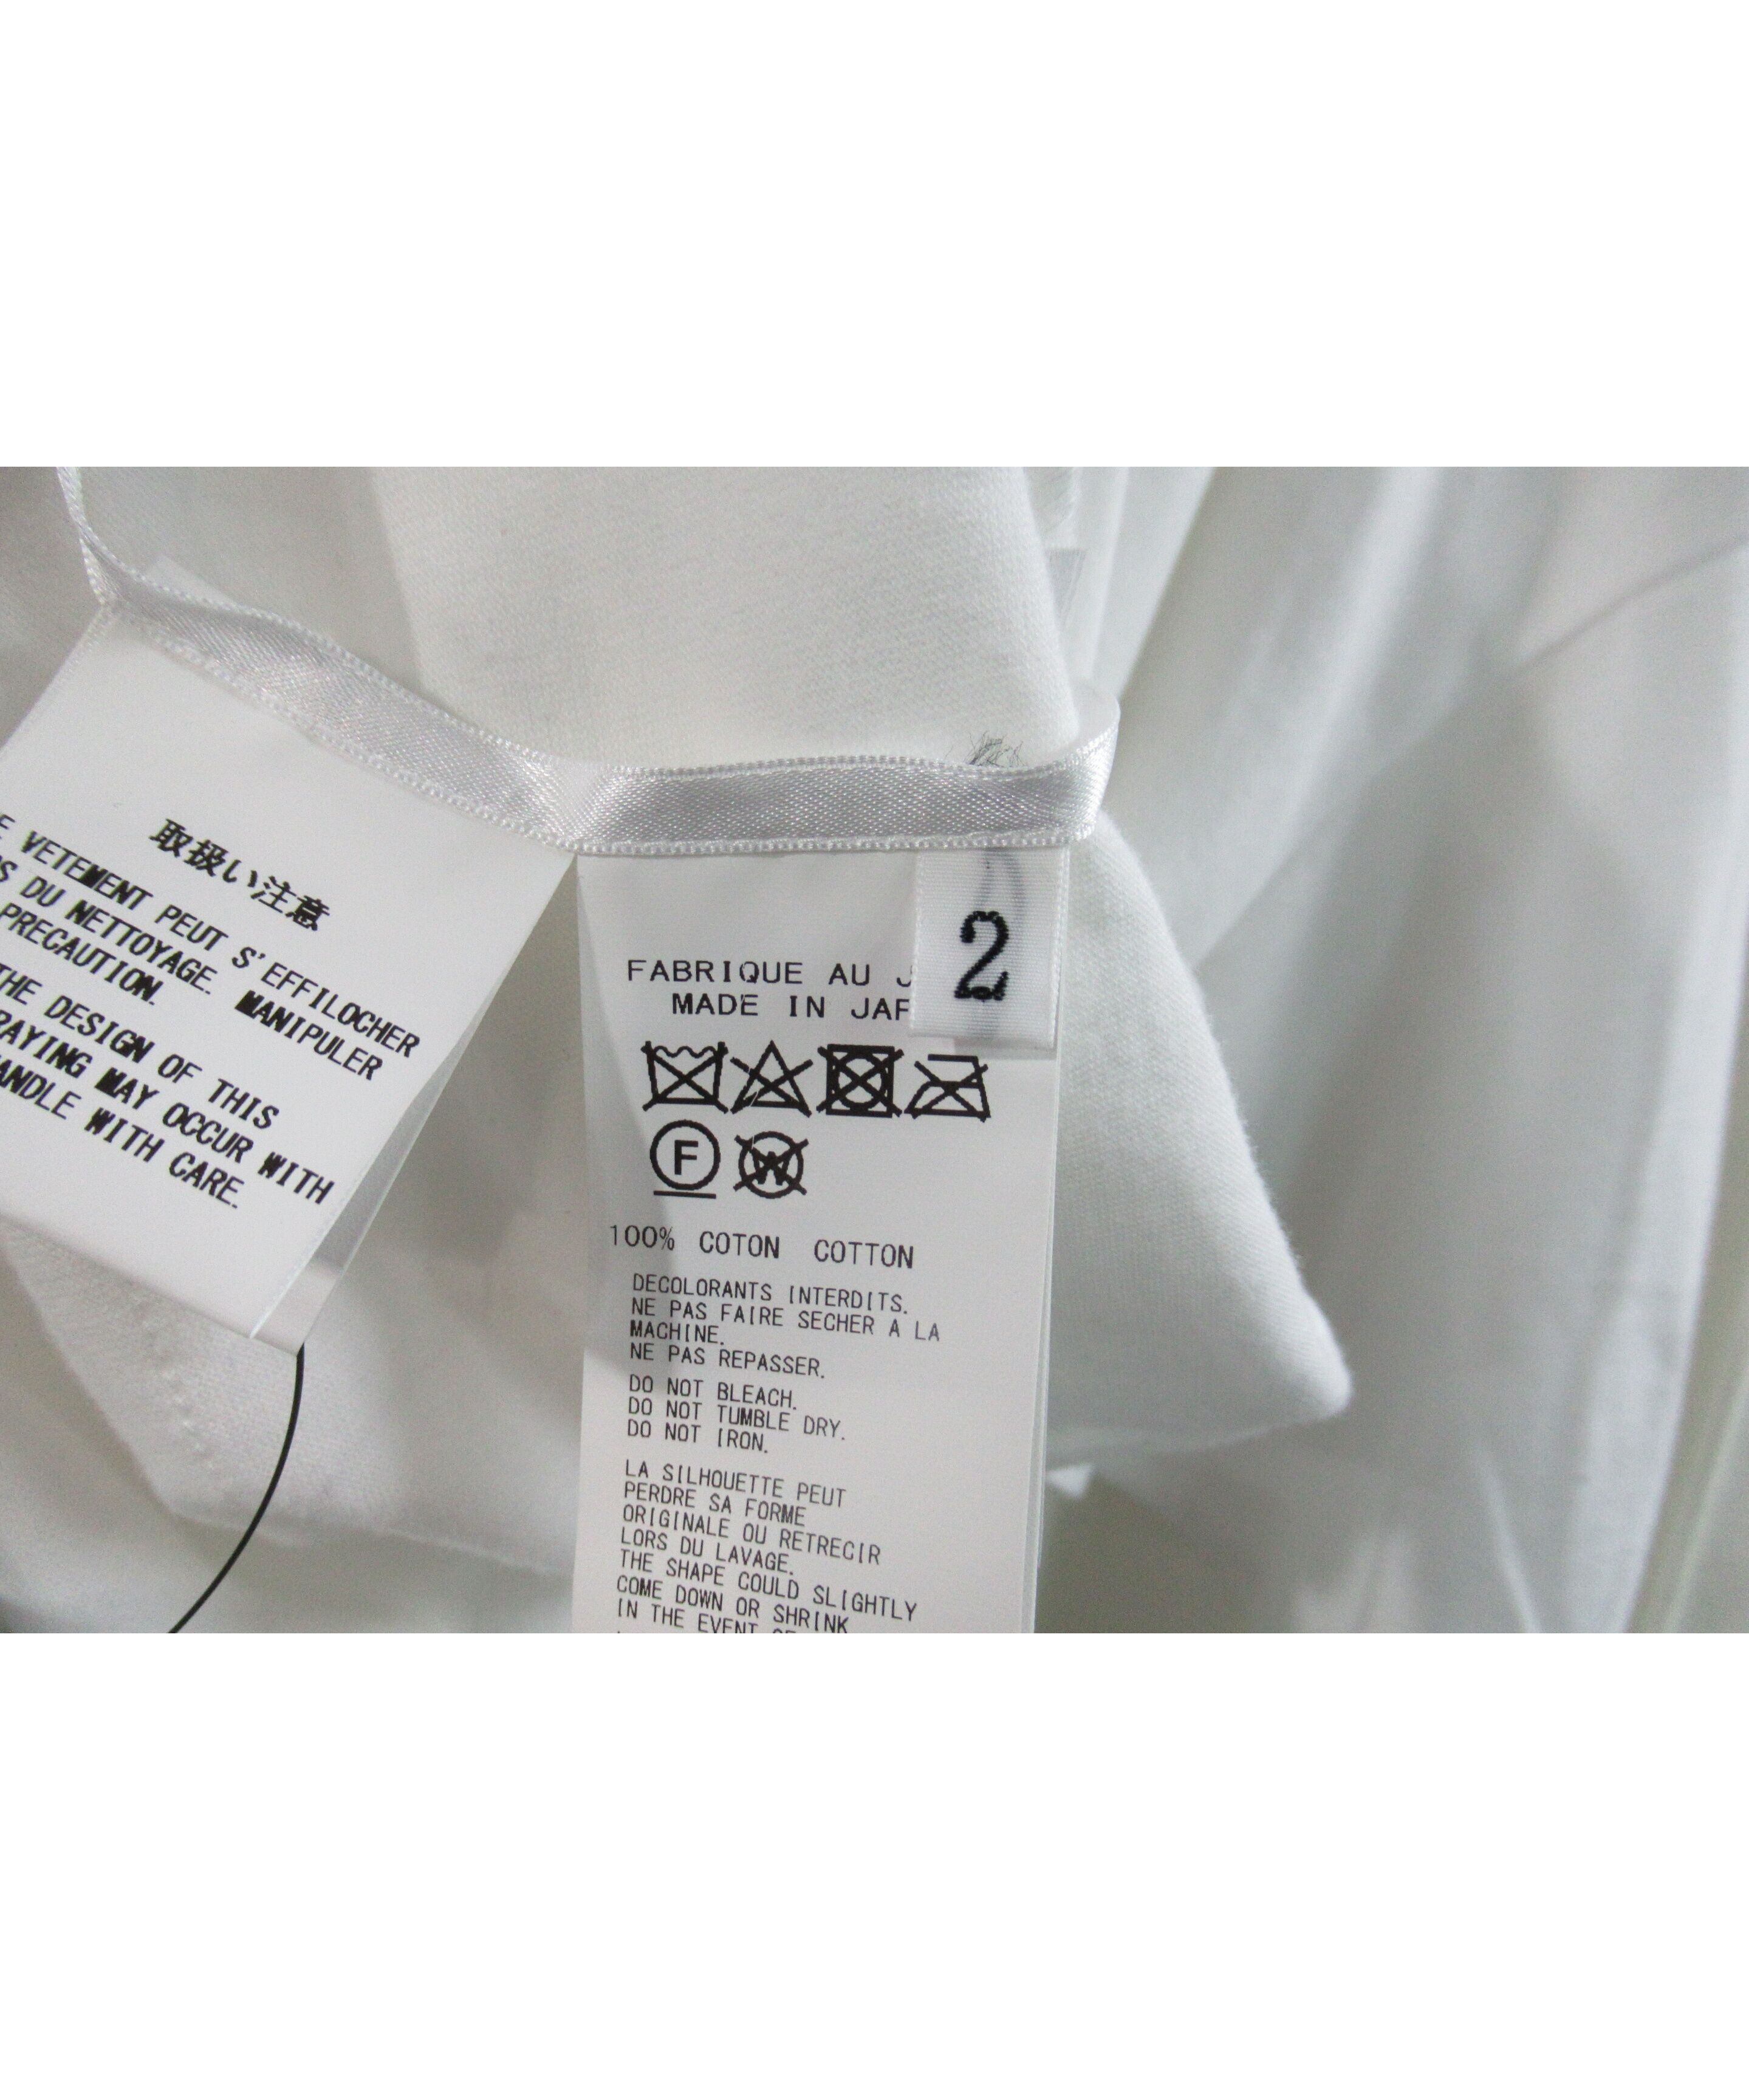 取扱い注意
VETEMENT PEUT S'EFFILOCHER
DU NETTOYAGE. MANIPULER
PRECAUTION.
THE DESIGN OF THIS
MAY OCCUR WITH
WITH CARE.
2
FABRIQUE AU
MADE IN
F
W
100% COTON COTTON
DECOLORANTS INTERDITS.
NE PAS FAIRE SECHER A LA
MACHINE.
NE PAS REPASSER.
DO NOT BLEACH.
DO NOT TUMBLE DRY.
DO NOT IRON.
LA SILHOUETTE PEUT
PERDRE SA FORME
ORIGINALE OU RETRECIR
LORS DU LAVAGE.
THE SHAPE COULD SLIGHTLY
COME DOWN OR SHRINK
IN THE EVENT